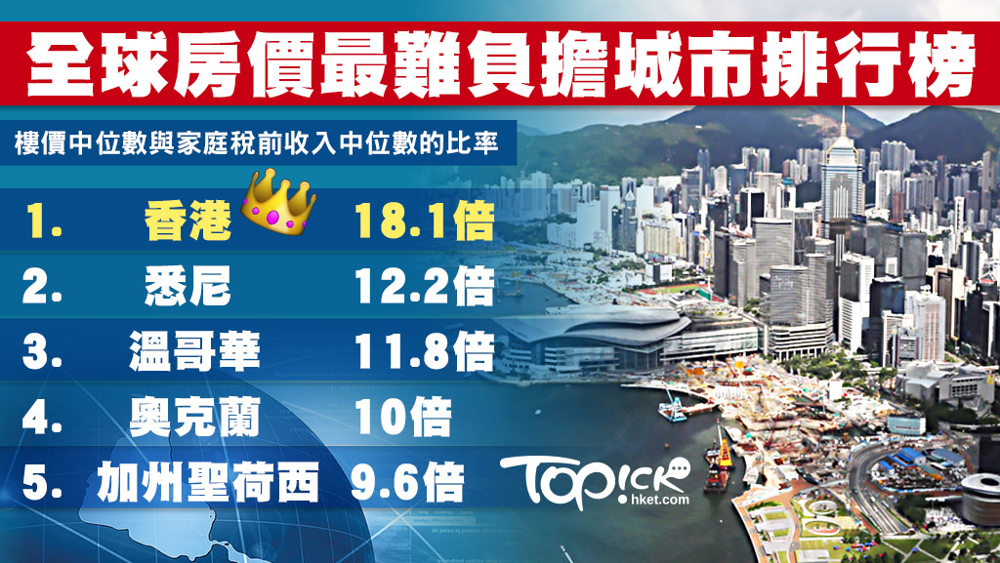 全球房價最難負擔城市排行榜
樓價中位數與家庭稅前收入中位數的比率
1. 香港 18.1倍
2. 悉尼 12.2倍
3. 溫哥華 11.8倍
4. 奧克蘭 10倍
5. 加州聖荷西 9.6倍
TOPick
hket.com